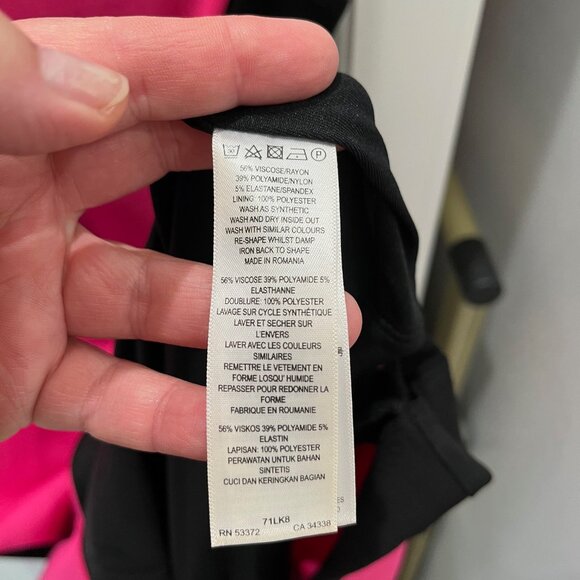 56% VISCOSE/RAYON
39% POLYAMIDE/NYLON
5% ELASTANE/SPANDEX
LINING: 100% POLYESTER
WASH AS SYNTHETIC
WASH AND DRY INSIDE OUT
WASH WITH SIMILAR COLOURS
RE-SHAPE WHILST DAMP
IRON BACK TO SHAPE
MADE IN ROMANIA
56% VISCOSE 39% POLYAMIDE 5%
ELASTHANNE
DOUBLURE: 100% POLYESTER
LAVAGE SUR CYCLE SYNTHÉTIQUE
LAVER ET SECHER SUR
L'ENVERS
LAVER AVEC LES COULEURS
SIMILAIRES
REMETTRE LE VETEMENT EN
FORME LOSQU' HUMIDE
REPASSER POUR REDONNER LA
FORME
FABRIQUE EN ROUMANIE
56% VISKOS 39% POLYAMIDE 5%
ELASTIN
LAPISAN: 100% POLYESTER
PERAWATAN UNTUK BAHAN
SINTETIS
CUCI DAN KERINGKAN BAGIAN
71LK8
RN 53372 CA 34338